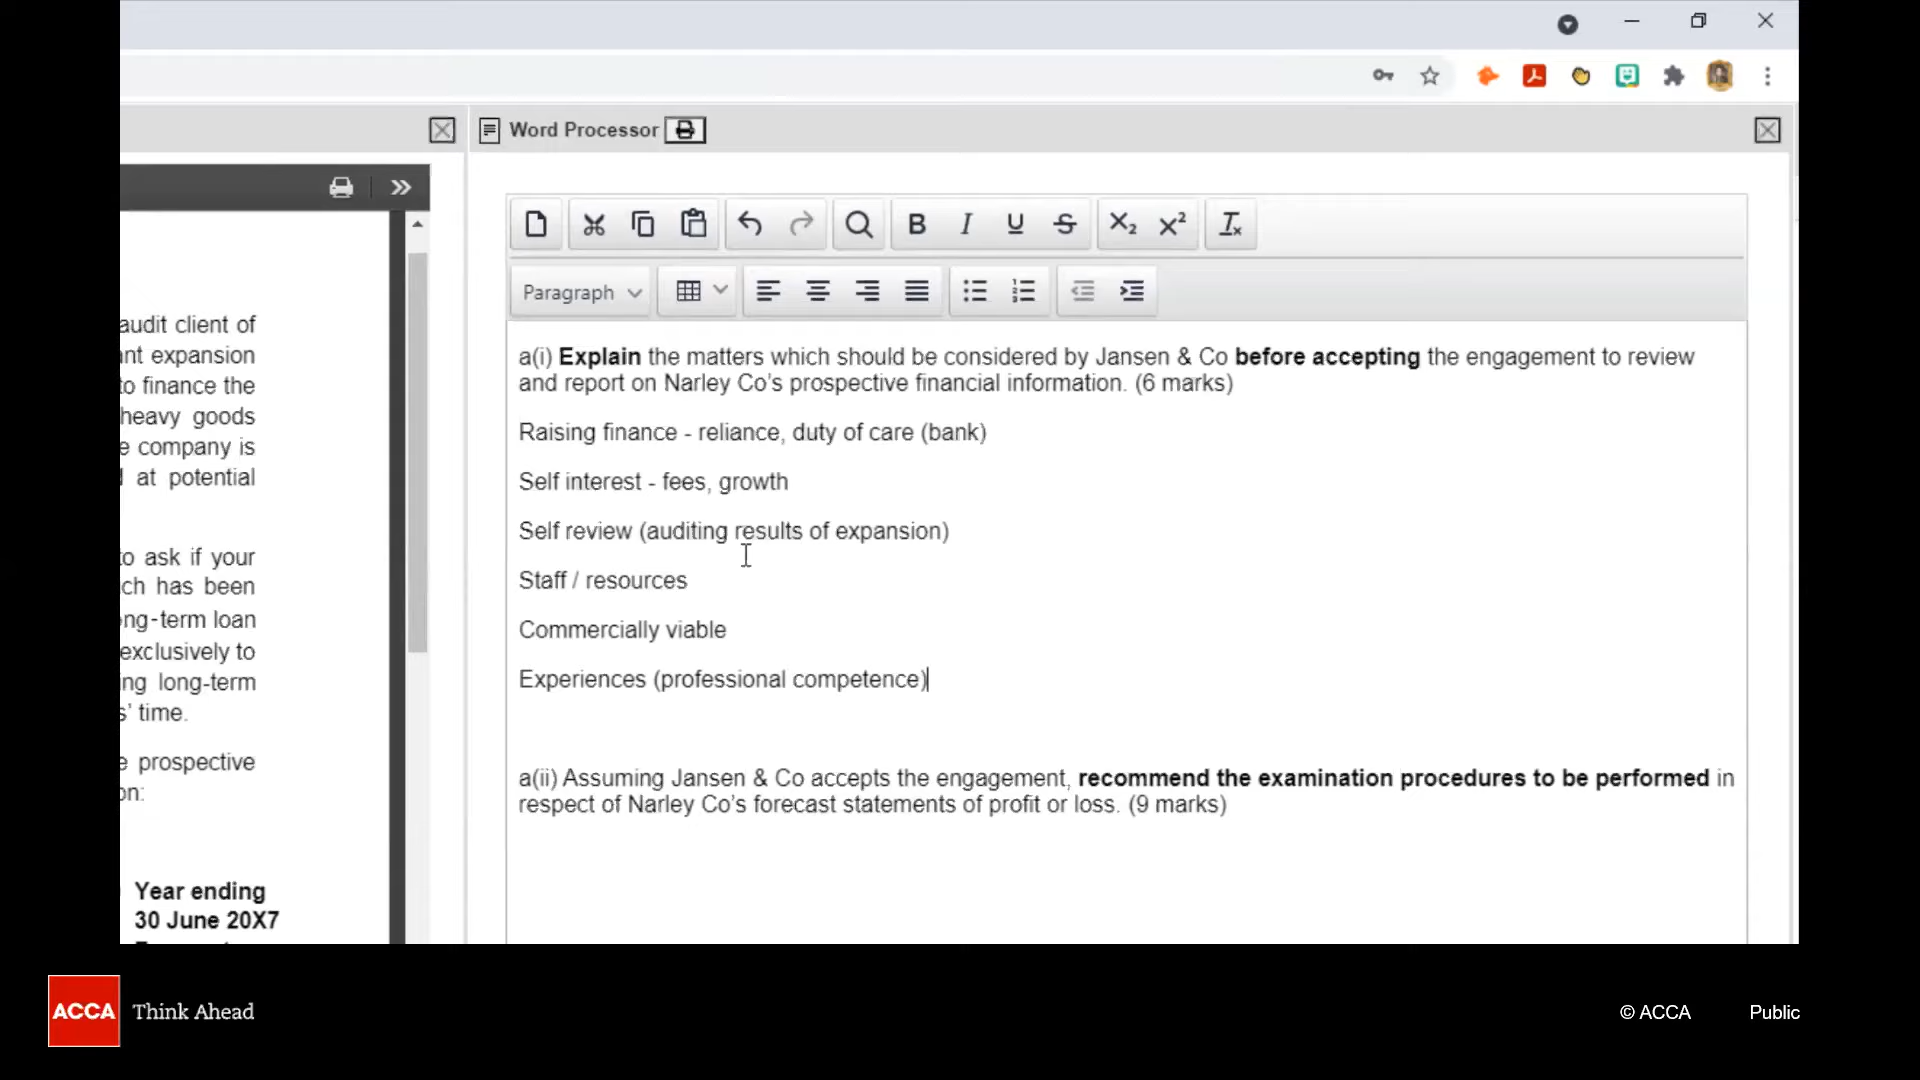 Word Processor
audit client of
ant expansion
to finance the
heavy goods
e company is
at potential
to ask if your
ch has been
ng-term loan
exclusively to
ing long-term
s' time.
e prospective
on:
Year ending
30 June 20X7
Paragraph
a(i) Explain the matters which should be considered by Jansen & Co before accepting the engagement to review
and report on Narley Co's prospective financial information. (6 marks)
Raising finance - reliance, duty of care (bank)
Self interest - fees, growth
Self review (auditing results of expansion)
Staff / resources
Commercially viable
Experiences (professional competence)
a(ii) Assuming Jansen & Co accepts the engagement, recommend the examination procedures to be performed in
respect of Narley Co's forecast statements of profit or loss. (9 marks)
ACCA Think Ahead
© ACCA Public